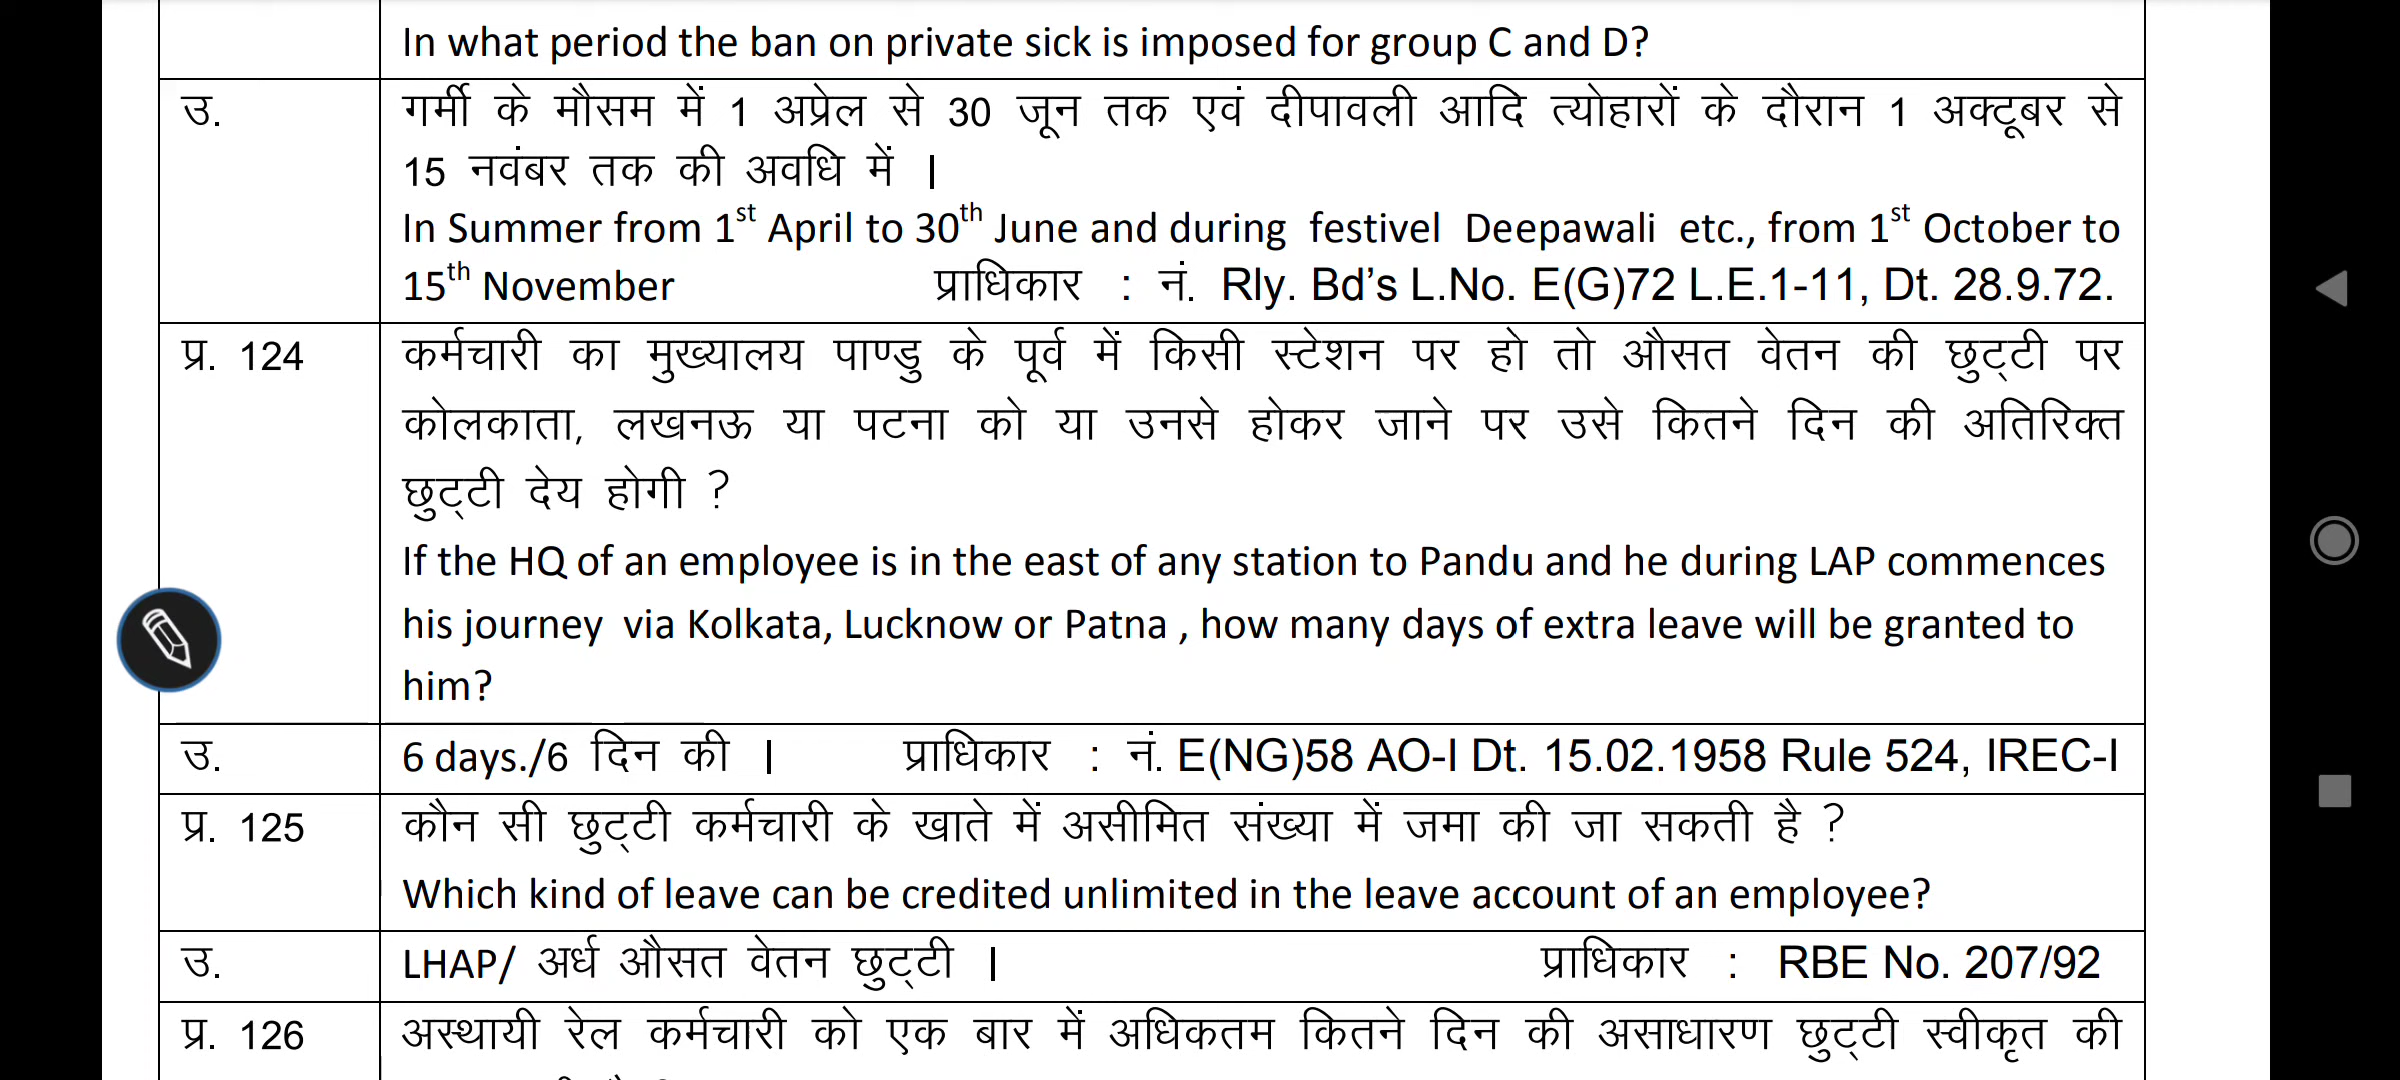 In what period the ban on private sick is imposed for group C and D?
उ. गर्मी के मौसम में 1 अप्रेल से 30 जून तक एवं दीपावली आदि त्योहारों के दौरान 1 अक्टूबर से
15 नवंबर तक की अवधि में |
In Summer from 1st April to 30th June and during festivel Deepawali etc., from 1st October to
15th November प्राधिकार : नं. Rly. Bd's L.No. E(G)72 L.E.1-11, Dt. 28.9.72.
प्र. 124 कर्मचारी का मुख्यालय पाण्डु के पूर्व में किसी स्टेशन पर हो तो औसत वेतन की छुट्टी पर
कोलकाता, लखनऊ या पटना को या उनसे होकर जाने पर उसे कितने दिन की अतिरिक्त
छुट्टी देय होगी ?
If the HQ of an employee is in the east of any station to Pandu and he during LAP commences
his journey via Kolkata, Lucknow or Patna , how many days of extra leave will be granted to
him?
उ. 6 days./6 दिन की | प्राधिकार : नं. E(NG)58 AO-I Dt. 15.02.1958 Rule 524, IREC-I
प्र. 125 कौन सी छुट्टी कर्मचारी के खाते में असीमित संख्या में जमा की जा सकती है ?
Which kind of leave can be credited unlimited in the leave account of an employee?
उ. LHAP/ अर्ध औसत वेतन छुट्टी | प्राधिकार : RBE No. 207/92
प्र. 126 अस्थायी रेल कर्मचारी को एक बार में अधिकतम कितने दिन की असाधारण छुट्टी स्वीकृत की